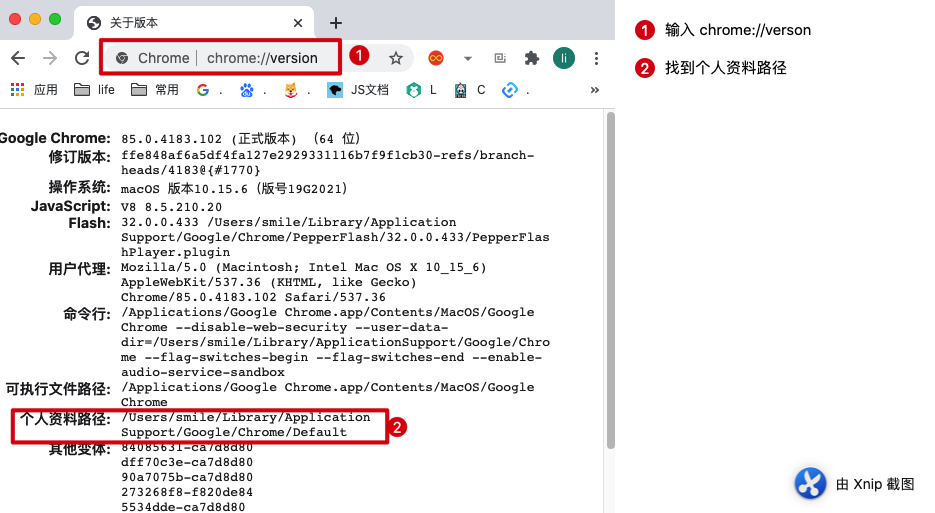 关于版本
Chrome | chrome://version
1
li
应用 life 常用 . . . JS文档 L C . »
Google Chrome: 85.0.4183.102 (正式版本) （64 位）
修订版本: ffe848af6a5df4fa127e2929331116b7f9f1cb30-refs/branch-
heads/4183@{#1770}
操作系统: macOS 版本10.15.6（版号19G2021）
JavaScript: V8 8.5.210.20
Flash: 32.0.0.433 /Users/smile/Library/Application
Support/Google/Chrome/PepperFlash/32.0.0.433/PepperFlas
hPlayer.plugin
用户代理: Mozilla/5.0 (Macintosh; Intel Mac OS X 10_15_6)
AppleWebKit/537.36 (KHTML, like Gecko)
Chrome/85.0.4183.102 Safari/537.36
命令行: /Applications/Google Chrome.app/Contents/MacOS/Google
Chrome --disable-web-security --user-data-
dir=/Users/smile/Library/ApplicationSupport/Google/Chro
me --flag-switches-begin --flag-switches-end --enable-
audio-service-sandbox
可执行文件路径: /Applications/Google Chrome.app/Contents/MacOS/Google
Chrome
个人资料路径: /Users/smile/Library/Application
Support/Google/Chrome/Default
2
其他变体: 84085631-ca7d8d80
dff70c3e-ca7d8d80
90a7075b-ca7d8d80
273268f8-f820de84
5534dde-ca7d8d80
1 输入 chrome://verson
2 找到个人资料路径
由 Xnip 截图